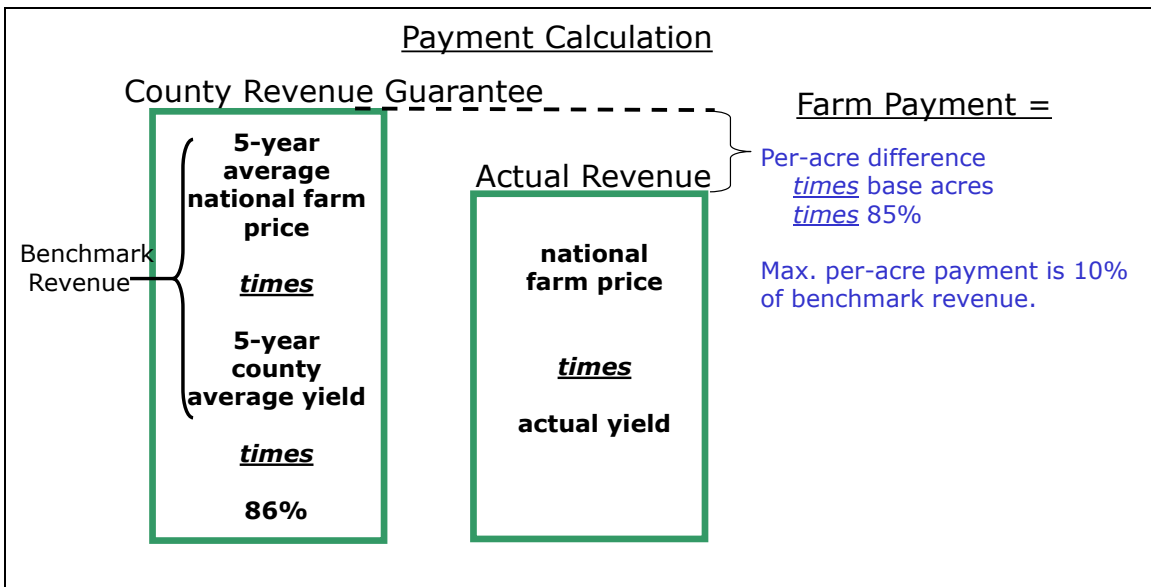 Payment Calculation
County Revenue Guarantee
5-year
average
national farm
price
Benchmark
Revenue
times
5-year
county
average yield
times
86%
Actual Revenue
national
farm price
times
actual yield
Farm Payment =
Per-acre difference
times base acres
times 85%
Max. per-acre payment is 10%
of benchmark revenue.